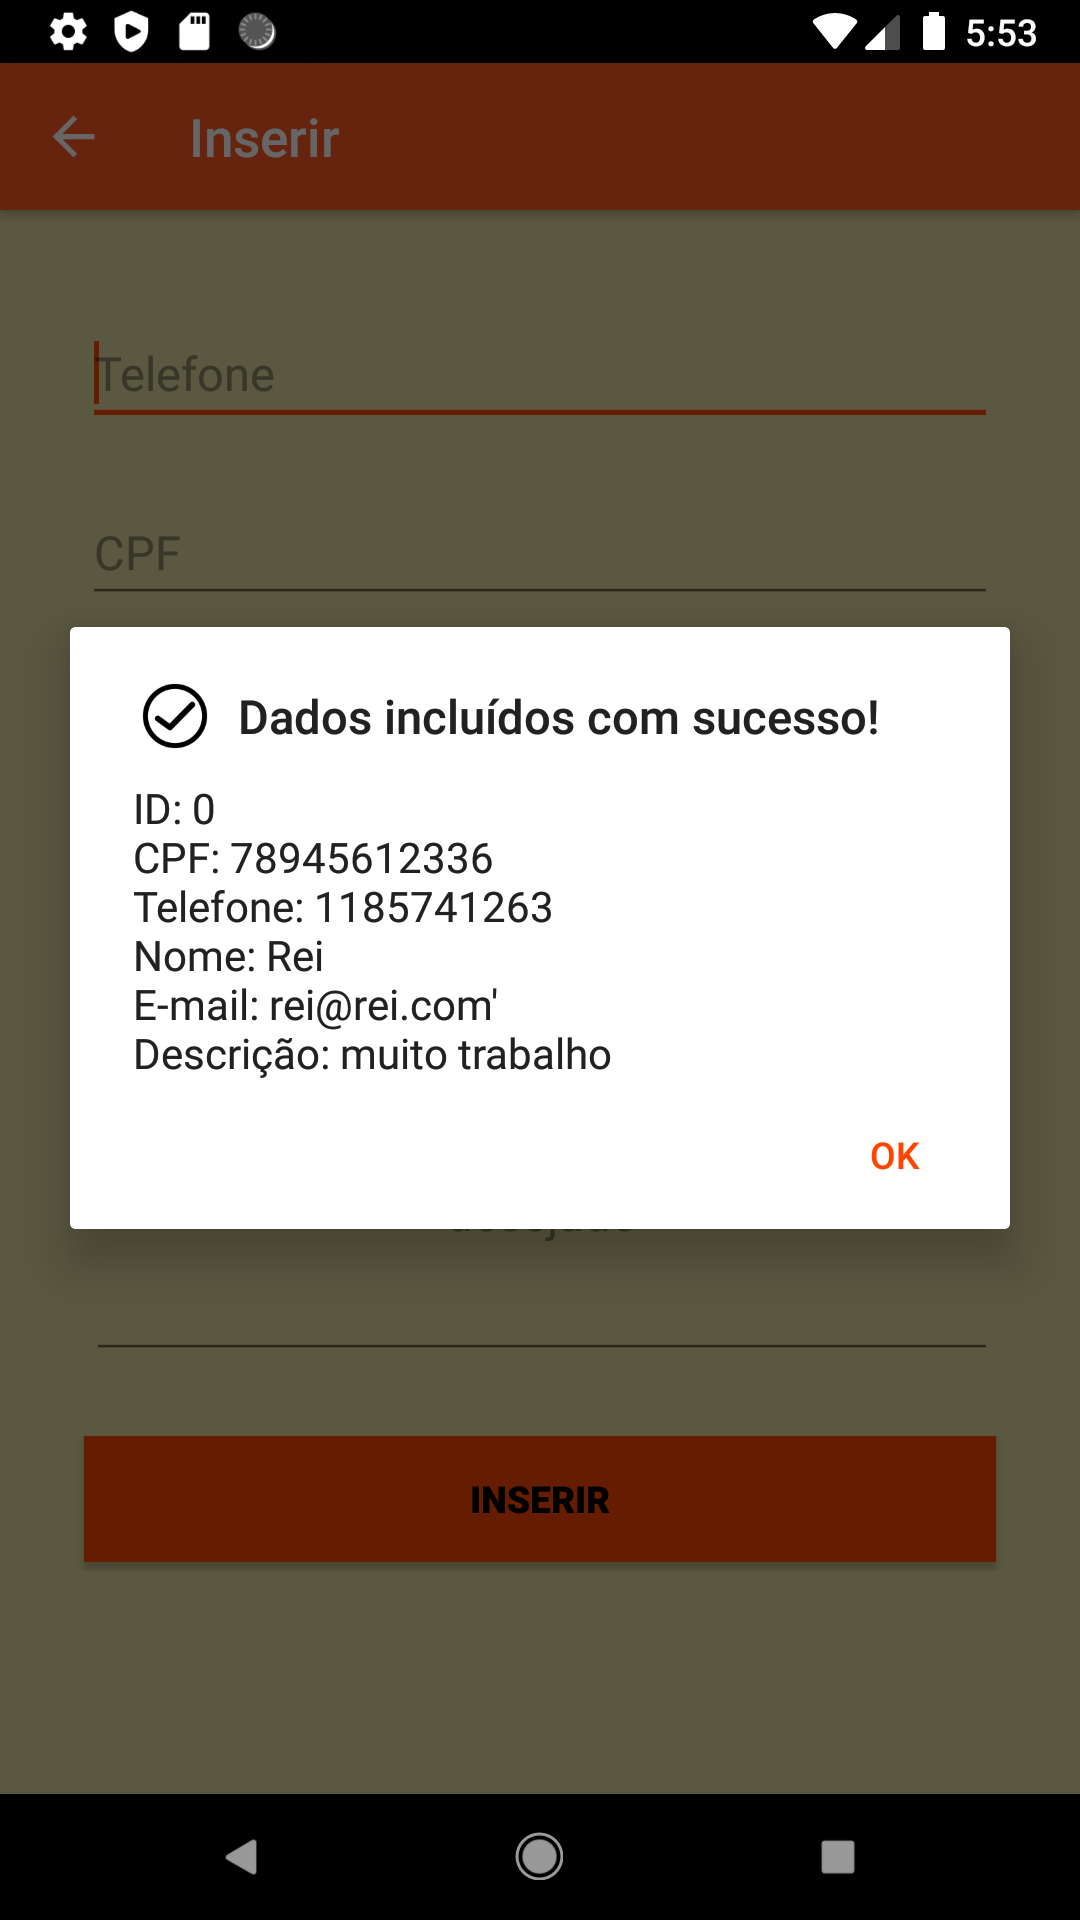 5:53
Inserir
Telefone
CPF
Dados incluídos com sucesso!
ID: 0
CPF: 78945612336
Telefone: 1185741263
Nome: Rei
E-mail: rei@rei.com'
Descrição: muito trabalho
OK
INSERIR